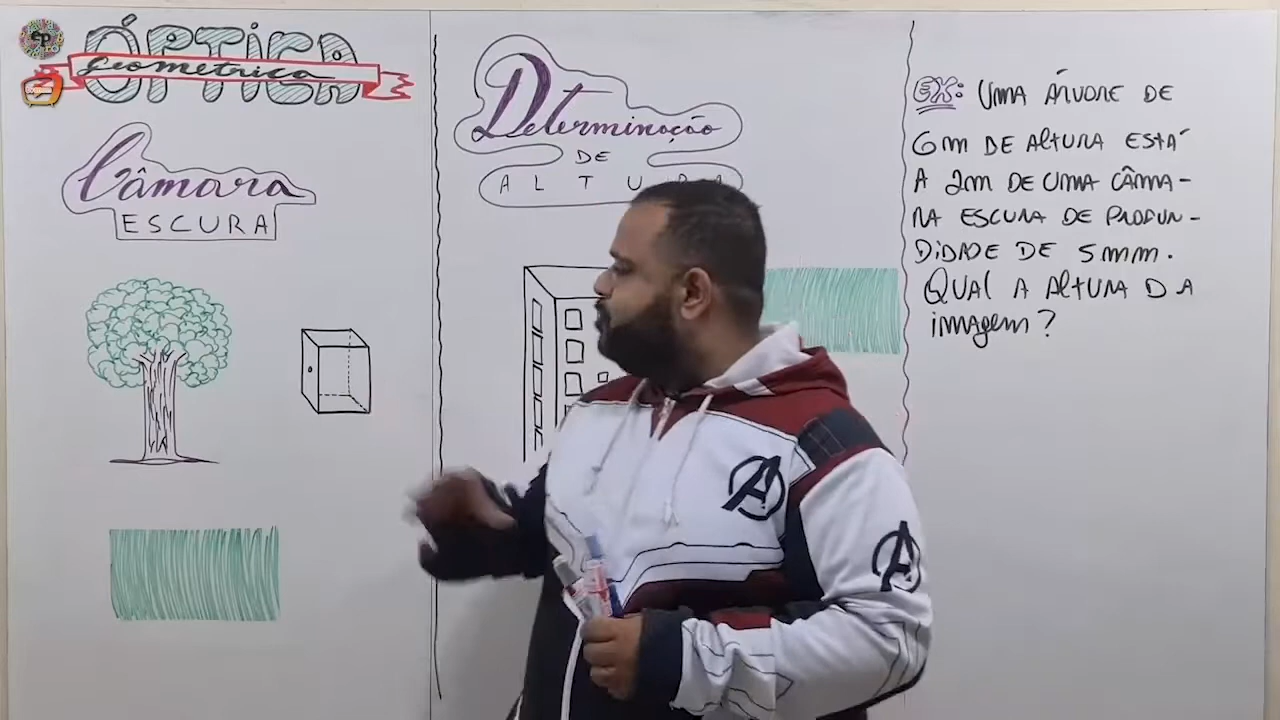 ÓPTICA
Geométrica
Câmara
ESCURA
Determinação
DE
ALTURA
EX: UMA ÁRVORE DE
6m DE ALTURA ESTÁ
A 2m DE UMA CÂMA-
RA ESCURA DE PROFUN-
DIDADE DE 5mm.
QUAL A ALTURA DA
imagem?